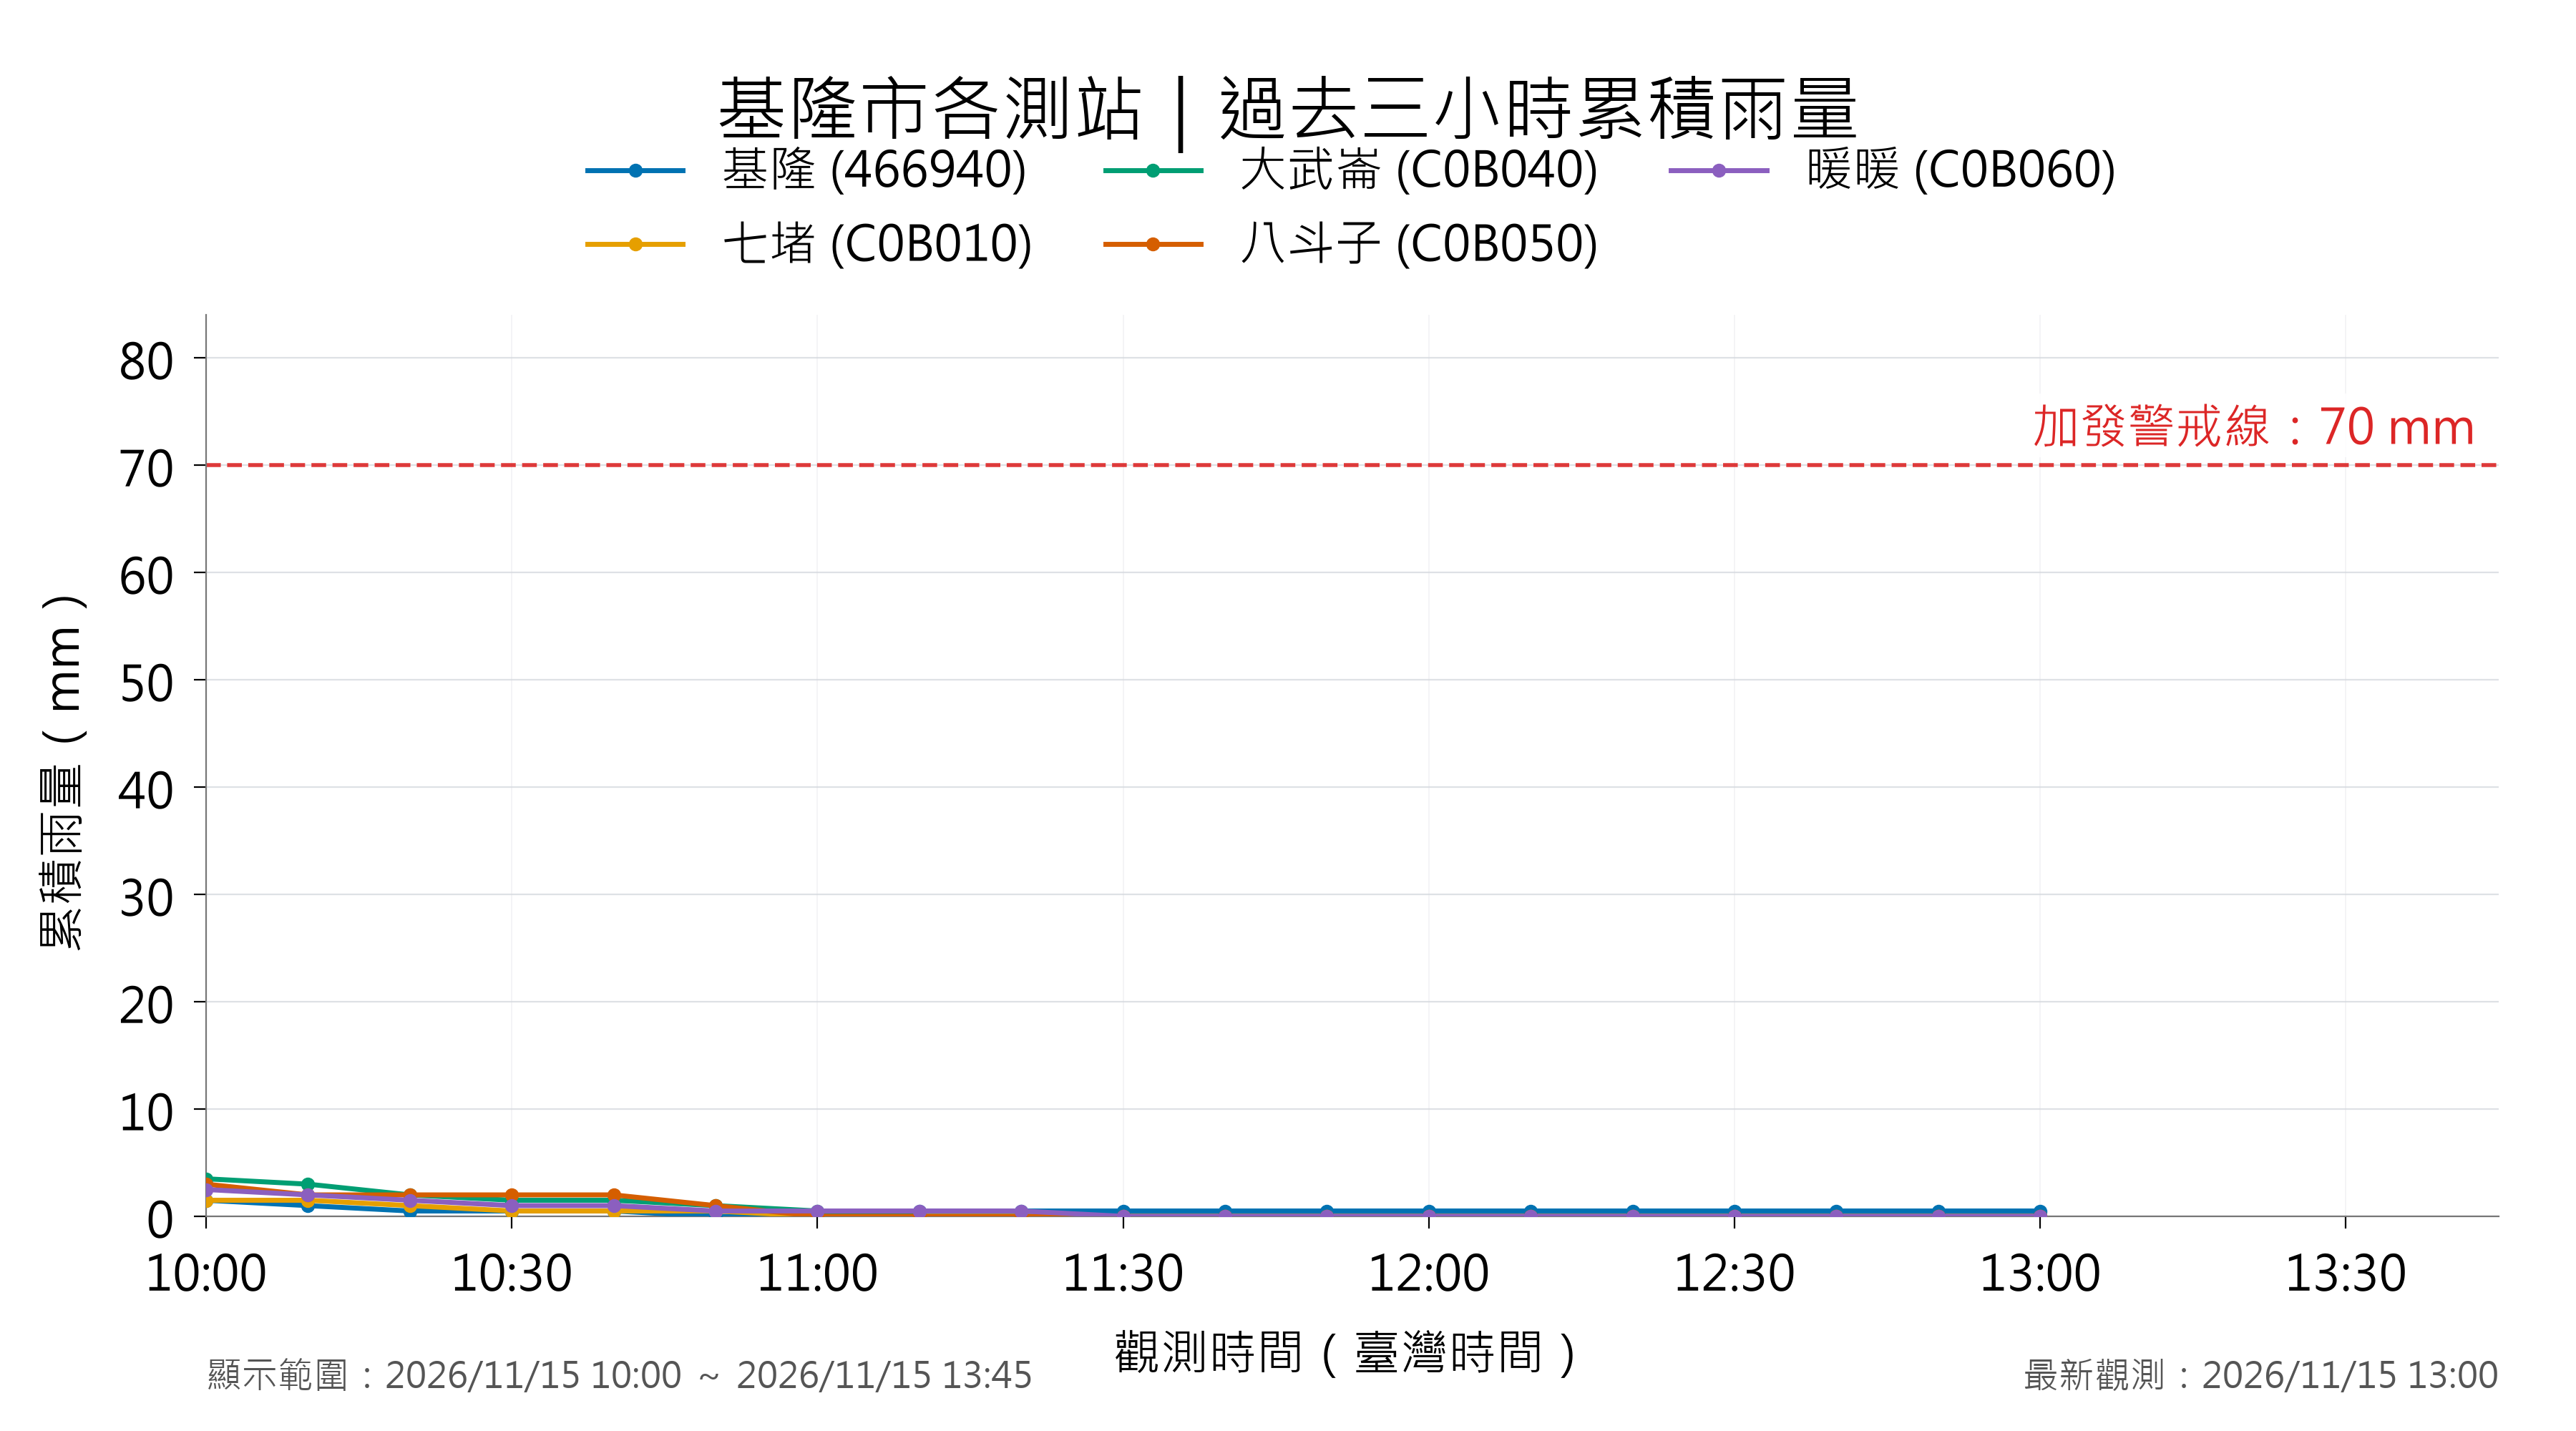 基隆市各測站｜過去三小時累積雨量
基隆 (466940)
七堵 (C0B010)
大武崙 (C0B040)
八斗子 (C0B050)
暖暖 (C0B060)
累積雨量（mm）
80
70
60
50
40
30
20
10
0
加發警戒線：70 mm
10:00 10:30 11:00 11:30 12:00 12:30 13:00 13:30
觀測時間（臺灣時間）
顯示範圍：2026/11/15 10:00 ~ 2026/11/15 13:45
最新觀測：2026/11/15 13:00